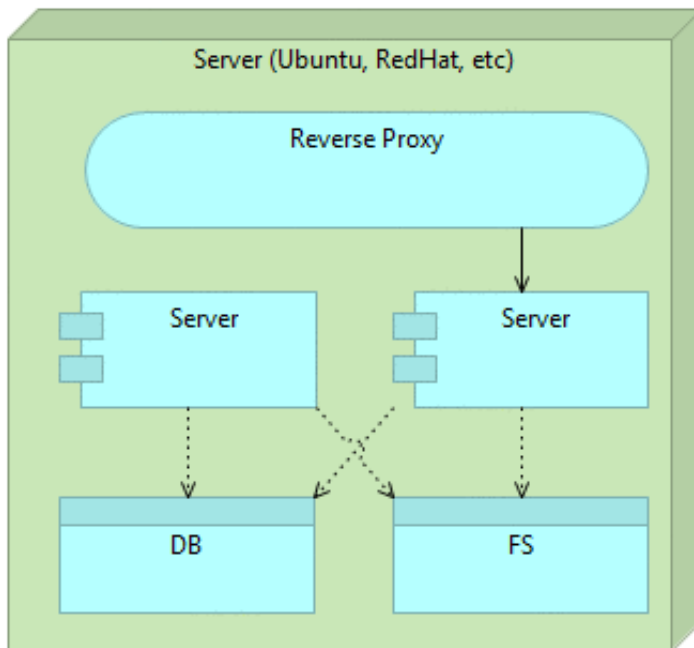 Server (Ubuntu, RedHat, etc)
Reverse Proxy
Server
Server
DB
FS